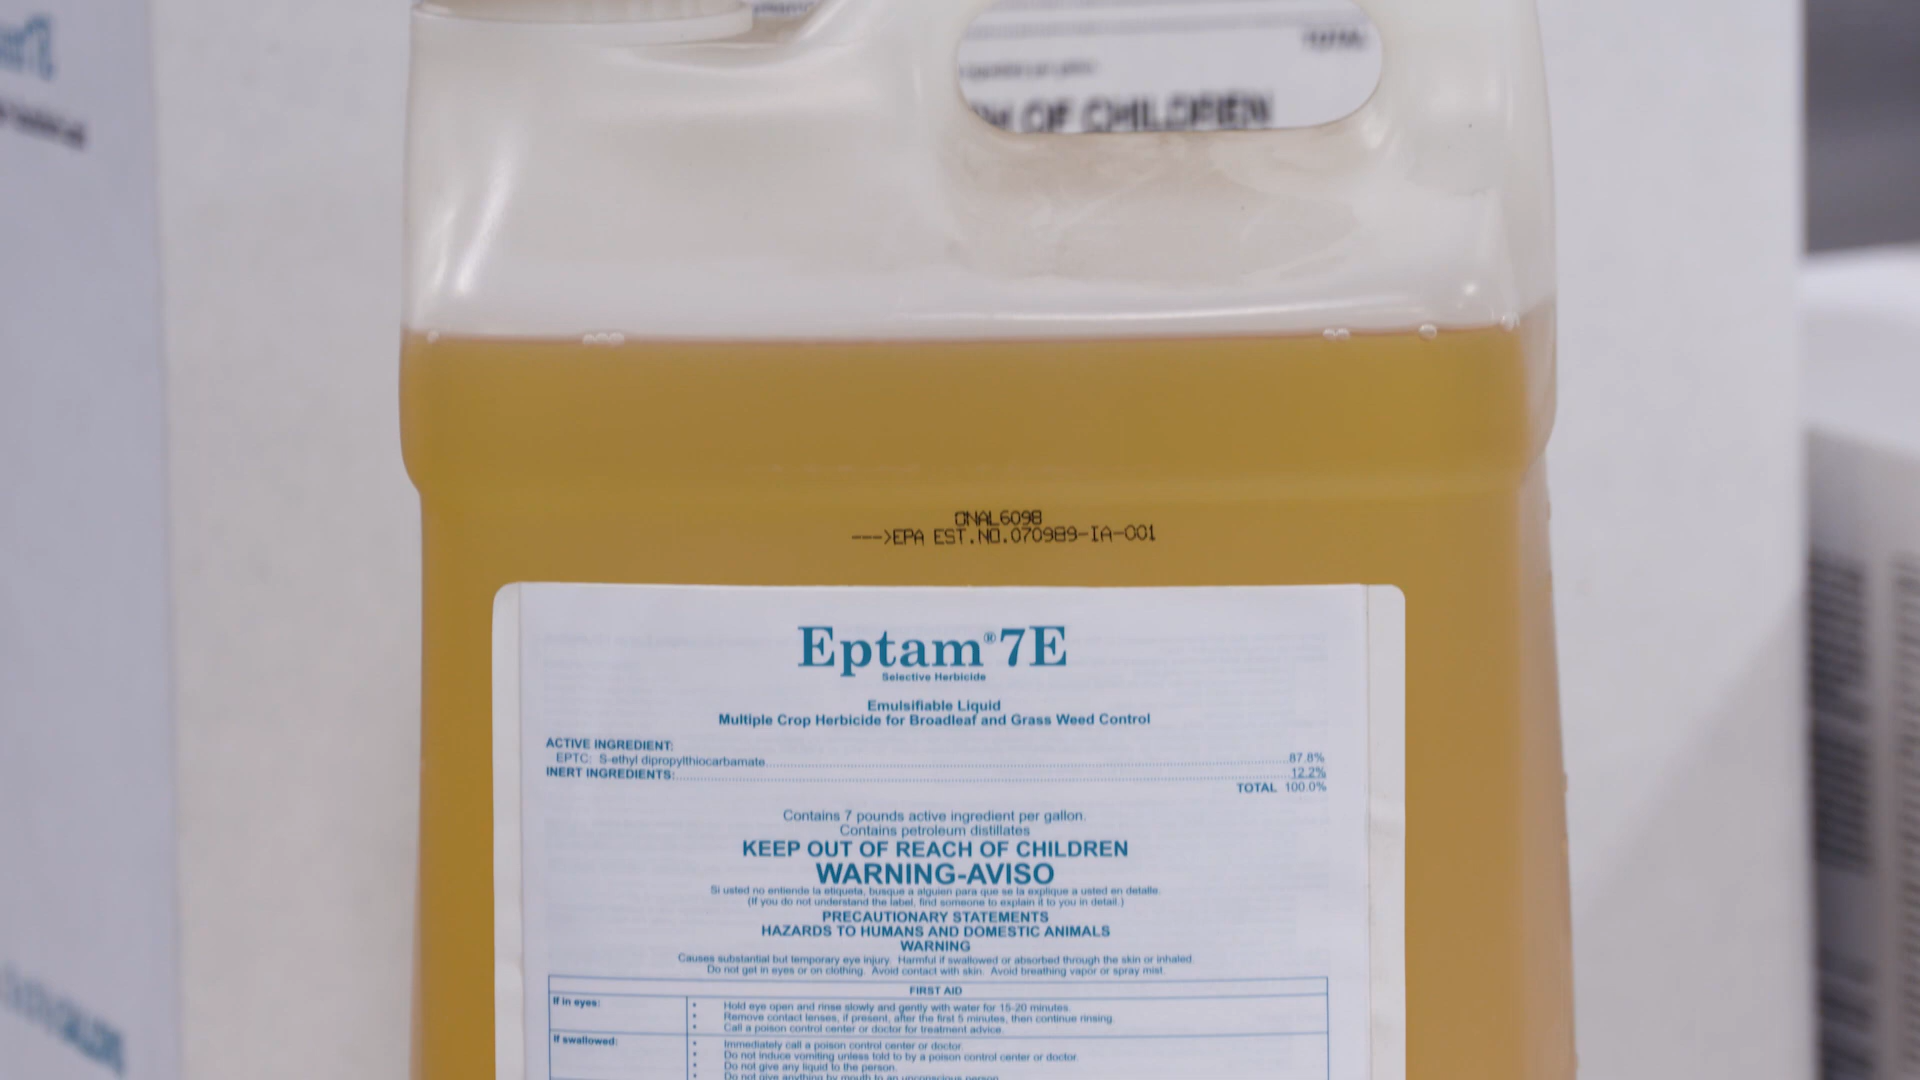 OF CHILDREN
ONAL6098
--->EPA EST.NO.070989-IA-001
Eptam®7E
Selective Herbicide
Emulsifiable Liquid
Multiple Crop Herbicide for Broadleaf and Grass Weed Control
ACTIVE INGREDIENT:
EPTC: S-ethyl dipropylthiocarbamate 87.8%
INERT INGREDIENTS: 12.2%
TOTAL 100.0%
Contains 7 pounds active ingredient per gallon.
Contains petroleum distillates
KEEP OUT OF REACH OF CHILDREN
WARNING-AVISO
Si usted no entiende la etiqueta, busque a alguien para que se la explique a usted en detalle.
(If you do not understand the label, find someone to explain it to you in detail.)
PRECAUTIONARY STATEMENTS
HAZARDS TO HUMANS AND DOMESTIC ANIMALS
WARNING
Causes substantial but temporary eye injury. Harmful if swallowed or absorbed through the skin or inhaled.
Do not get in eyes or on clothing. Avoid contact with skin. Avoid breathing vapor or spray mist.
FIRST AID
If in eyes:
• Hold eye open and rinse slowly and gently with water for 15-20 minutes.
• Remove contact lenses, if present, after the first 5 minutes, then continue rinsing.
• Call a poison control center or doctor for treatment advice.
If swallowed:
• Immediately call a poison control center or doctor.
• Do not induce vomiting unless told to by a poison control center or doctor.
• Do not give any liquid to the person.
• Do not give anything by mouth to an unconscious person.